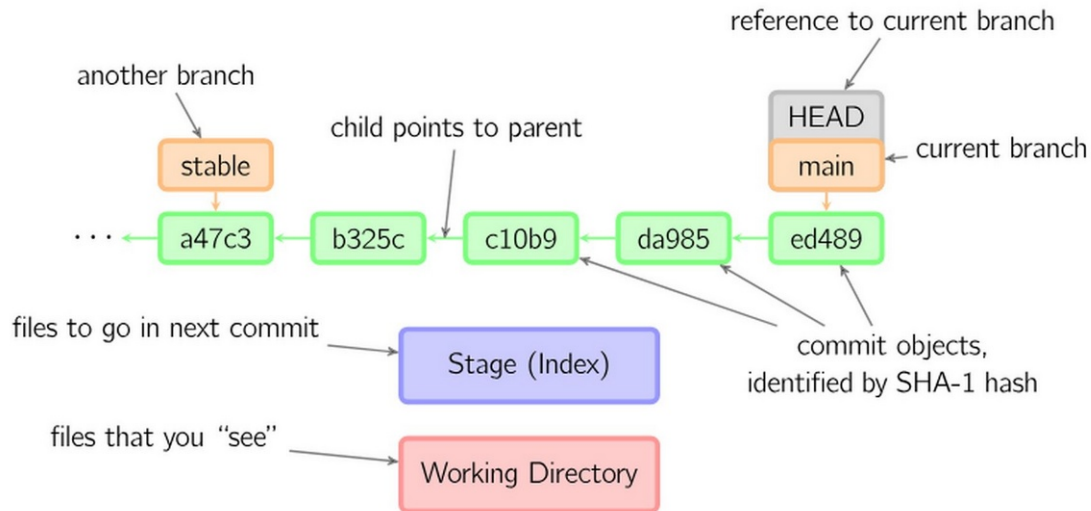 reference to current branch
another branch
HEAD
child points to parent
current branch
stable
main
... a47c3 b325c c10b9 da985 ed489
files to go in next commit
Stage (Index)
commit objects,
identified by SHA-1 hash
files that you “see”
Working Directory